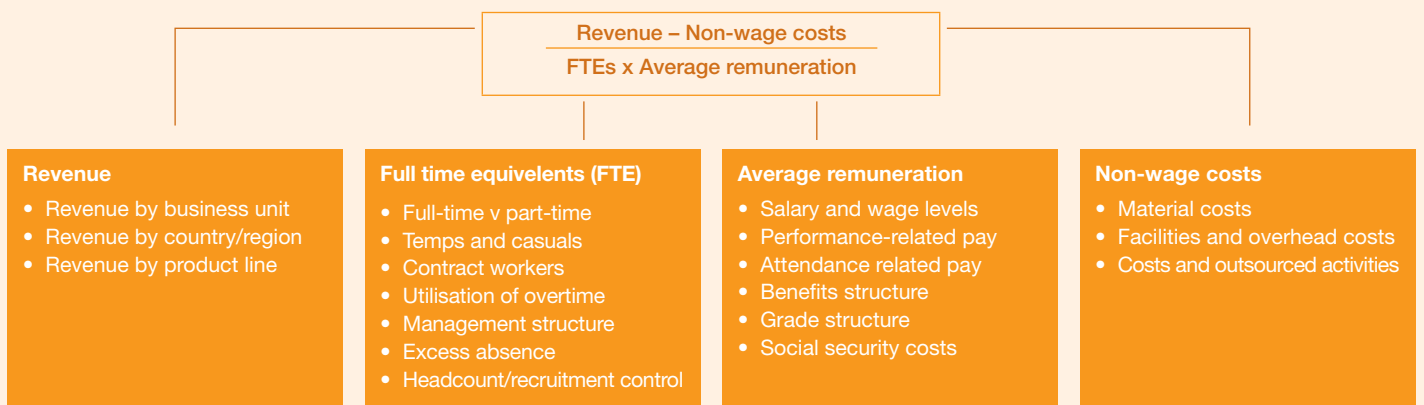 Revenue – Non-wage costs
FTEs x Average remuneration
Revenue
• Revenue by business unit
• Revenue by country/region
• Revenue by product line
Full time equivelents (FTE)
• Full-time v part-time
• Temps and casuals
• Contract workers
• Utilisation of overtime
• Management structure
• Excess absence
• Headcount/recruitment control
Average remuneration
• Salary and wage levels
• Performance-related pay
• Attendance related pay
• Benefits structure
• Grade structure
• Social security costs
Non-wage costs
• Material costs
• Facilities and overhead costs
• Costs and outsourced activities